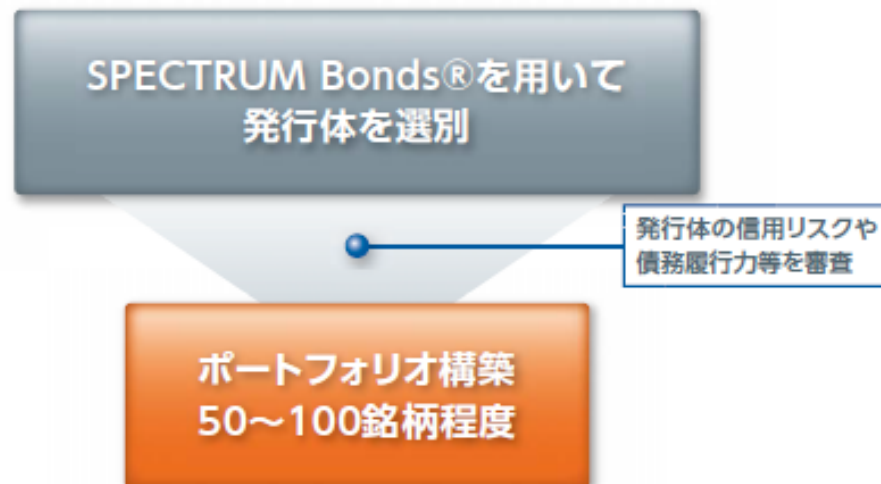 SPECTRUM Bonds®を用いて
発行体を選別
発行体の信用リスクや
債務履行力等を審査
ポートフォリオ構築
50～100銘柄程度